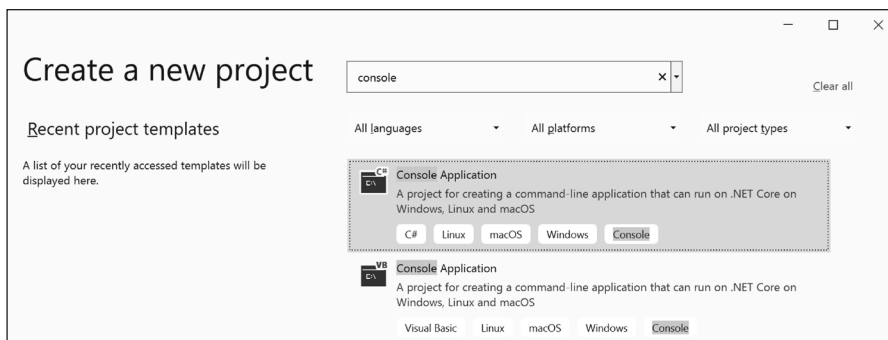 Create a new project
console
Clear all
Recent project templates
All languages
All platforms
All project types
A list of your recently accessed templates will be
displayed here.
C#
Console Application
A project for creating a command-line application that can run on .NET Core on
Windows, Linux and macOS
C# Linux macOS Windows Console
VB
Console Application
A project for creating a command-line application that can run on .NET Core on
Windows, Linux and macOS
Visual Basic Linux macOS Windows Console